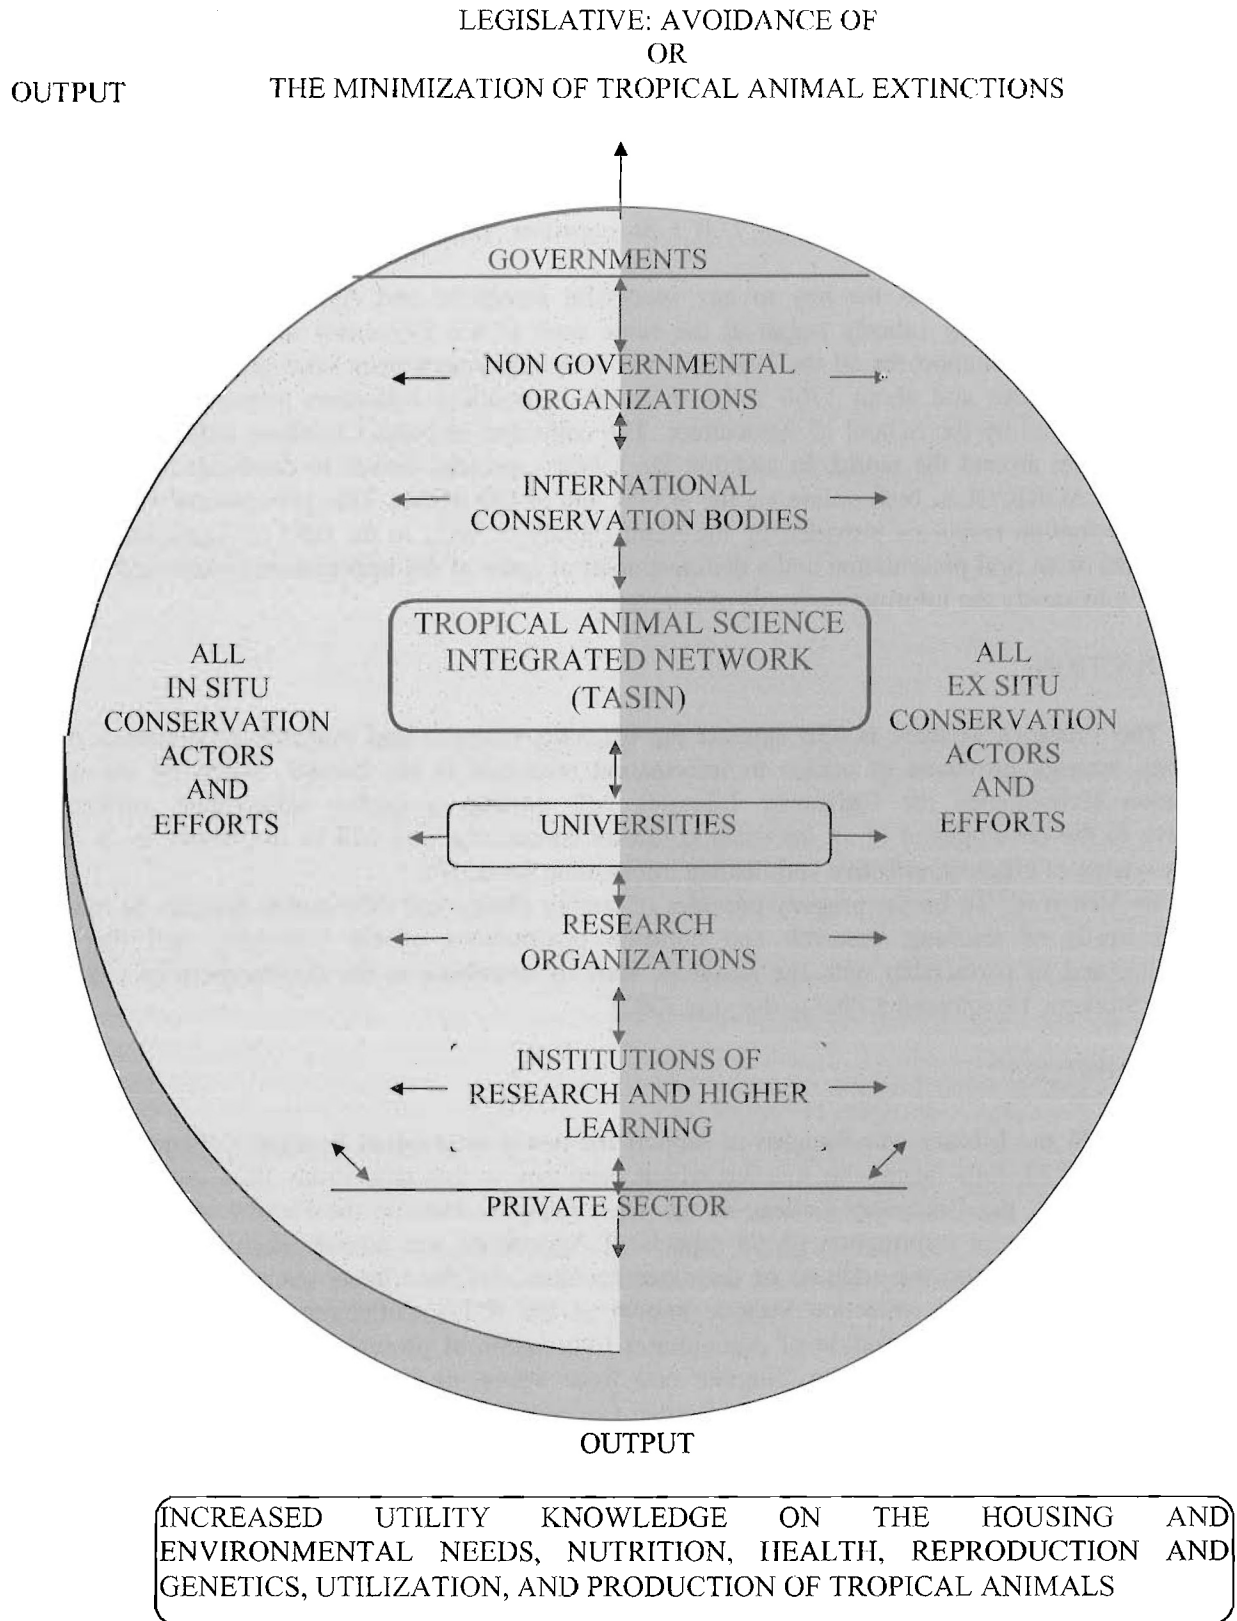 LEGISLATIVE: AVOIDANCE OF
OR
OUTPUT THE MINIMIZATION OF TROPICAL ANIMAL EXTINCTIONS
GOVERNMENTS
NON GOVERNMENTAL
ORGANIZATIONS
INTERNATIONAL
CONSERVATION BODIES
TROPICAL ANIMAL SCIENCE
INTEGRATED NETWORK
(TASIN)
ALL
IN SITU
CONSERVATION
ACTORS
AND
EFFORTS
ALL
EX SITU
CONSERVATION
ACTORS
AND
EFFORTS
UNIVERSITIES
RESEARCH
ORGANIZATIONS
INSTITUTIONS OF
RESEARCH AND HIGHER
LEARNING
PRIVATE SECTOR
OUTPUT
INCREASED UTILITY KNOWLEDGE ON THE HOUSING AND
ENVIRONMENTAL NEEDS, NUTRITION, HEALTH, REPRODUCTION AND
GENETICS, UTILIZATION, AND PRODUCTION OF TROPICAL ANIMALS